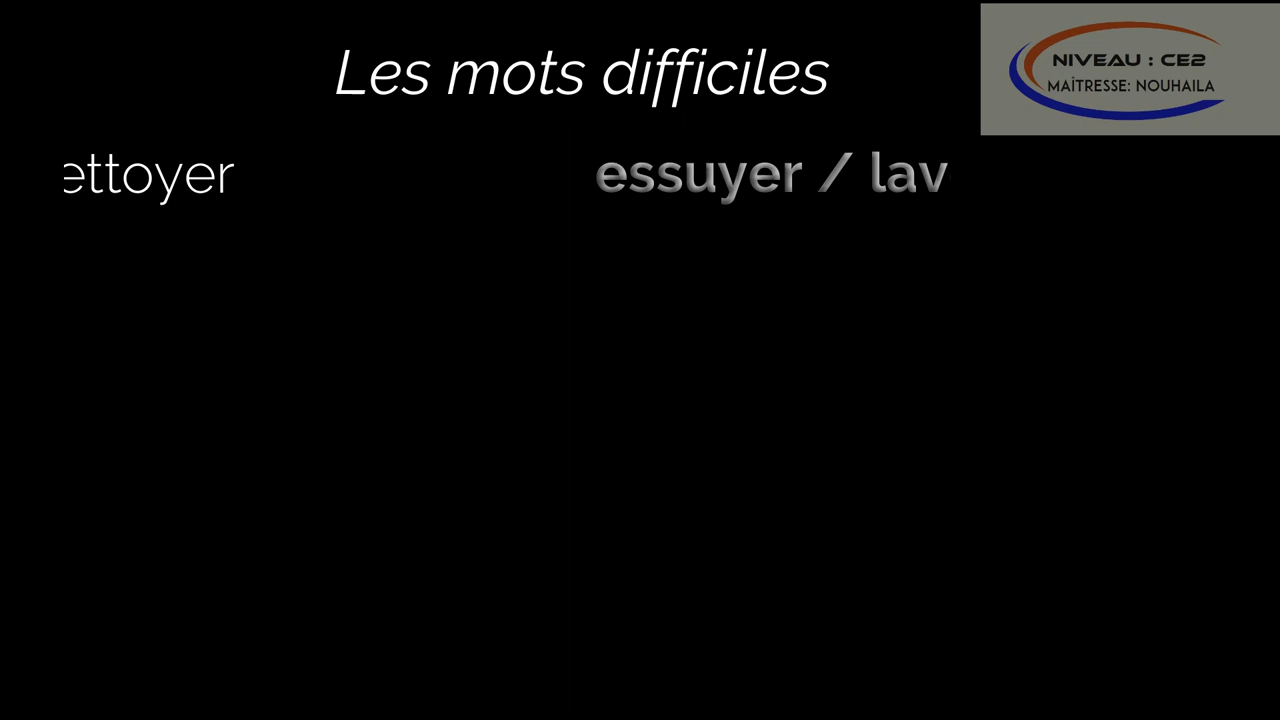 Les mots difficiles
NIVEAU : CE2
MAÎTRESSE: NOUHAILA
ettoyer
essuyer / lav